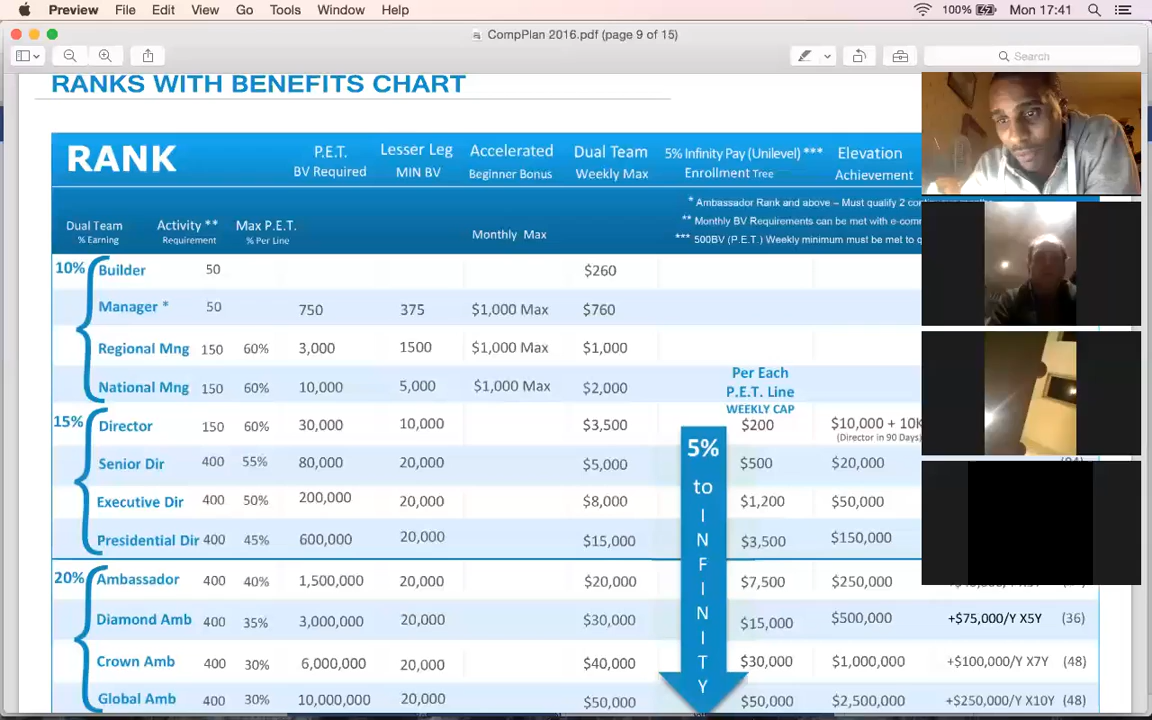 Preview File Edit View Go Tools Window Help 100% Mon 17:41
CompPlan 2016.pdf (page 9 of 15)
Search
RANKS WITH BENEFITS CHART
RANK P.E.T. Lesser Leg Accelerated Dual Team 5% Infinity Pay (Unilevel) *** Elevation
BV Required MIN BV Beginner Bonus Weekly Max Enrollment Tree Achievement
* Ambassador Rank and above – Must qualify 2
Dual Team Activity ** Max P.E.T. ** Monthly BV Requirements can be met with
% Earning Requirement % Per Line Monthly Max *** 500BV (P.E.T.) Weekly minimum must be met to
10% Builder 50 $260
Manager * 50 750 375 $1,000 Max $760
Regional Mng 150 60% 3,000 1500 $1,000 Max $1,000
National Mng 150 60% 10,000 5,000 $1,000 Max $2,000
Per Each
P.E.T. Line
WEEKLY CAP
15% Director 150 60% 30,000 10,000 $3,500 $200 $10,000 + 10K
(Director in 90 Days)
Senior Dir 400 55% 80,000 20,000 $5,000 $500 $20,000
Executive Dir 400 50% 200,000 20,000 $8,000 $1,200 $50,000
Presidential Dir 400 45% 600,000 20,000 $15,000 $3,500 $150,000
20% Ambassador 400 40% 1,500,000 20,000 $20,000 $7,500 $250,000
Diamond Amb 400 35% 3,000,000 20,000 $30,000 $15,000 $500,000 +$75,000/Y X5Y (36)
Crown Amb 400 30% 6,000,000 20,000 $40,000 $30,000 $1,000,000 +$100,000/Y X7Y (48)
Global Amb 400 30% 10,000,000 20,000 $50,000 $50,000 $2,500,000 +$250,000/Y X10Y (48)
5%
to
I
N
F
I
N
I
T
Y